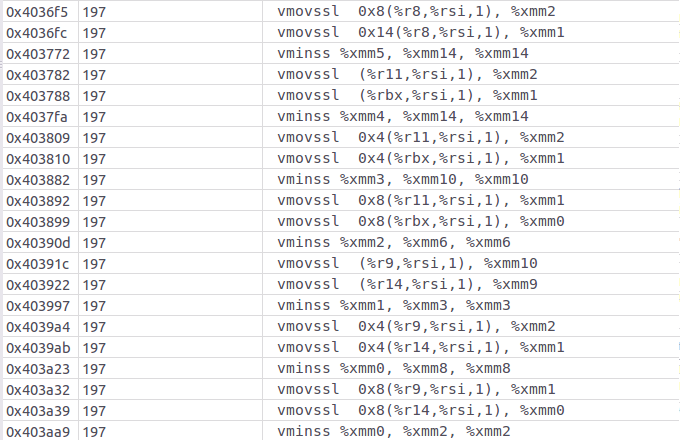 0x4036f5 197 vmovssl 0x8(%r8,%rsi,1), %xmm2
0x4036fc 197 vmovssl 0x14(%r8,%rsi,1), %xmm1
0x403772 197 vminss %xmm5, %xmm14, %xmm14
0x403782 197 vmovssl (%r11,%rsi,1), %xmm2
0x403788 197 vmovssl (%rbx,%rsi,1), %xmm1
0x4037fa 197 vminss %xmm4, %xmm14, %xmm14
0x403809 197 vmovssl 0x4(%r11,%rsi,1), %xmm2
0x403810 197 vmovssl 0x4(%rbx,%rsi,1), %xmm1
0x403882 197 vminss %xmm3, %xmm10, %xmm10
0x403892 197 vmovssl 0x8(%r11,%rsi,1), %xmm1
0x403899 197 vmovssl 0x8(%rbx,%rsi,1), %xmm0
0x40390d 197 vminss %xmm2, %xmm6, %xmm6
0x40391c 197 vmovssl (%r9,%rsi,1), %xmm10
0x403922 197 vmovssl (%r14,%rsi,1), %xmm9
0x403997 197 vminss %xmm1, %xmm3, %xmm3
0x4039a4 197 vmovssl 0x4(%r9,%rsi,1), %xmm2
0x4039ab 197 vmovssl 0x4(%r14,%rsi,1), %xmm1
0x403a23 197 vminss %xmm0, %xmm8, %xmm8
0x403a32 197 vmovssl 0x8(%r9,%rsi,1), %xmm1
0x403a39 197 vmovssl 0x8(%r14,%rsi,1), %xmm0
0x403aa9 197 vminss %xmm0, %xmm2, %xmm2